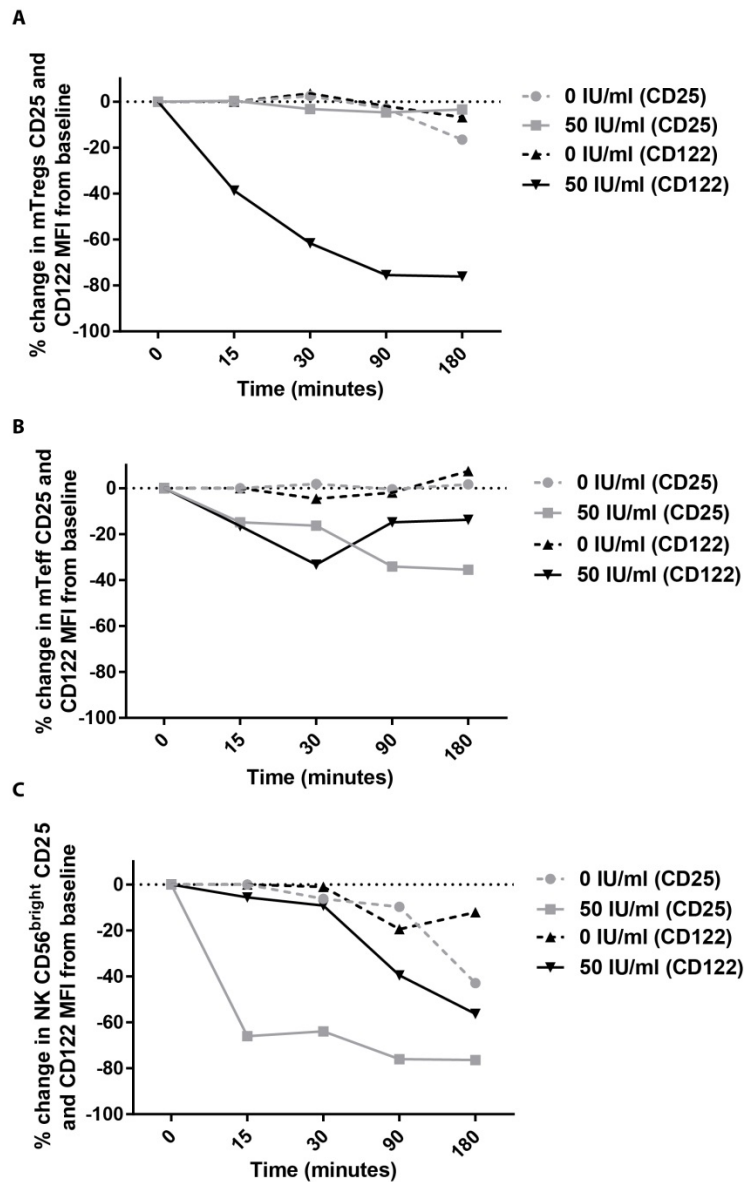 A
% change in mTregs CD25 and
CD122 MFI from baseline
0
-20
-40
-60
-80
-100
0
15
30
90
180
Time (minutes)
0 IU/ml (CD25)
50 IU/ml (CD25)
0 IU/ml (CD122)
50 IU/ml (CD122)
B
% change in mTeff CD25 and
CD122 MFI from baseline
0
-20
-40
-60
-80
-100
0
15
30
90
180
Time (minutes)
0 IU/ml (CD25)
50 IU/ml (CD25)
0 IU/ml (CD122)
50 IU/ml (CD122)
C
% change in NK CD56bright CD25
and CD122 MFI from baseline
0
-20
-40
-60
-80
-100
0
15
30
90
180
Time (minutes)
0 IU/ml (CD25)
50 IU/ml (CD25)
0 IU/ml (CD122)
50 IU/ml (CD122)